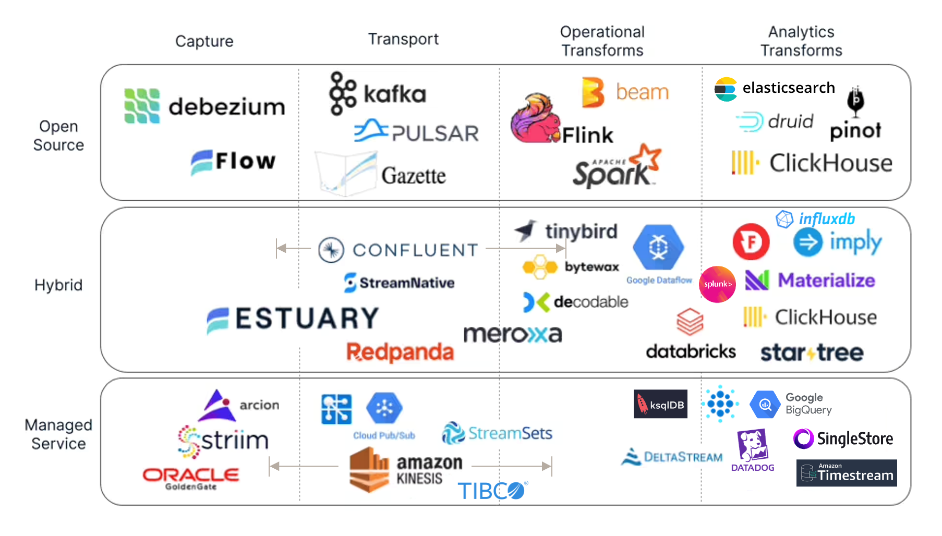 Capture
Transport
Operational
Transforms
Analytics
Transforms
Open
Source
debezium
Flow
kafka
PULSAR
Gazette
beam
Flink
APACHE
Spark
elasticsearch
druid
pinot
ClickHouse
Hybrid
CONFLUENT
StreamNative
ESTUARY
Redpanda
meroxa
tinybird
bytewax
decodable
Google Dataflow
databricks
influxdb
imply
splunk>
Materialize
ClickHouse
star tree
Managed
Service
arcion
striim
ORACLE
GoldenGate
Cloud Pub/Sub
StreamSets
amazon
KINESIS
TIBCO
ksqlDB
DELTASTREAM
Google
BigQuery
DATADOG
SingleStore
Amazon
Timestream